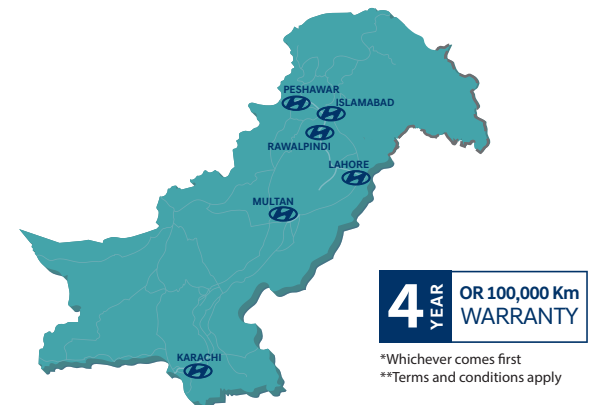 PESHAWAR
ISLAMABAD
RAWALPINDI
LAHORE
MULTAN
KARACHI
4 YEAR OR 100,000 Km
WARRANTY
*Whichever comes first
**Terms and conditions apply